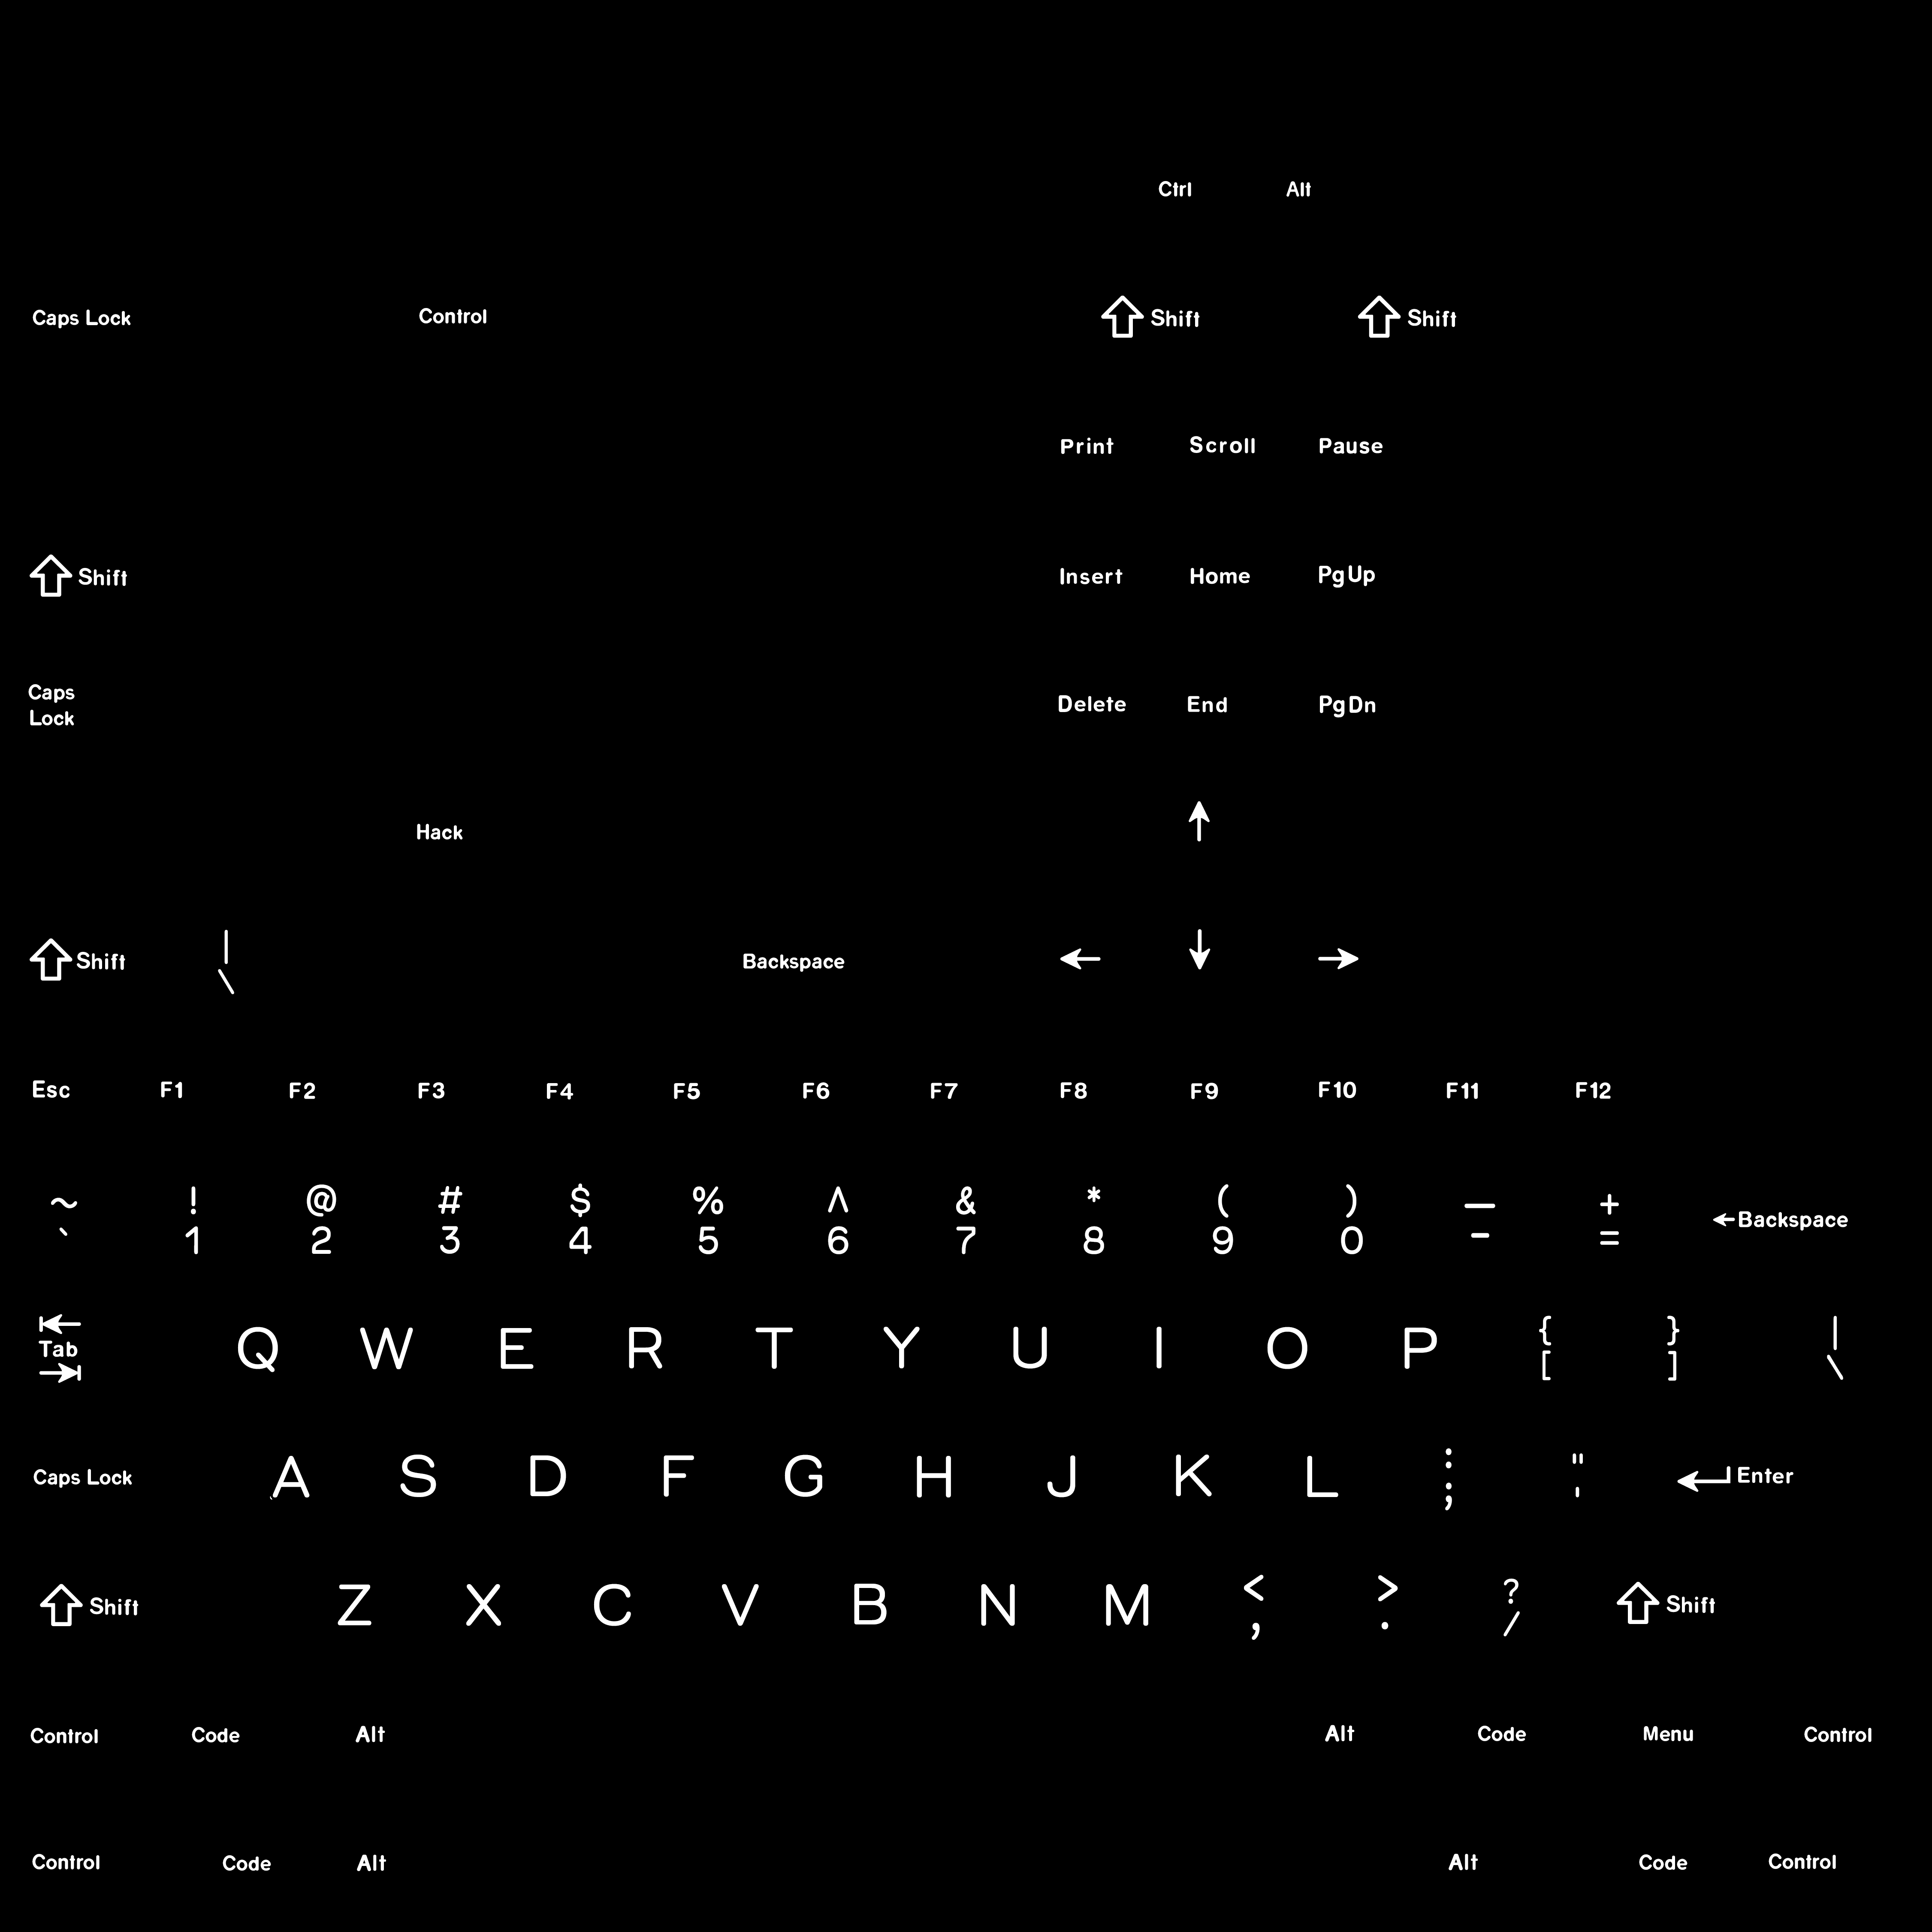 Ctrl Alt
Caps Lock Control Shift Shift
Print Scroll Pause
Shift Insert Home PgUp
Caps
Lock
Delete End PgDn
Hack ↑
Shift | Backspace ← ↓ →
\
Esc F1 F2 F3 F4 F5 F6 F7 F8 F9 F10 F11 F12
~ ! @ # $ % ^ & * ( ) _ +
` 1 2 3 4 5 6 7 8 9 0 - =
←Backspace
Tab Q W E R T Y U I O P { } |
[ ] \
Caps Lock A S D F G H J K L : " Enter
; '
Shift Z X C V B N M < > ? Shift
, . /
Control Code Alt Alt Code Menu Control
Control Code Alt Alt Code Control